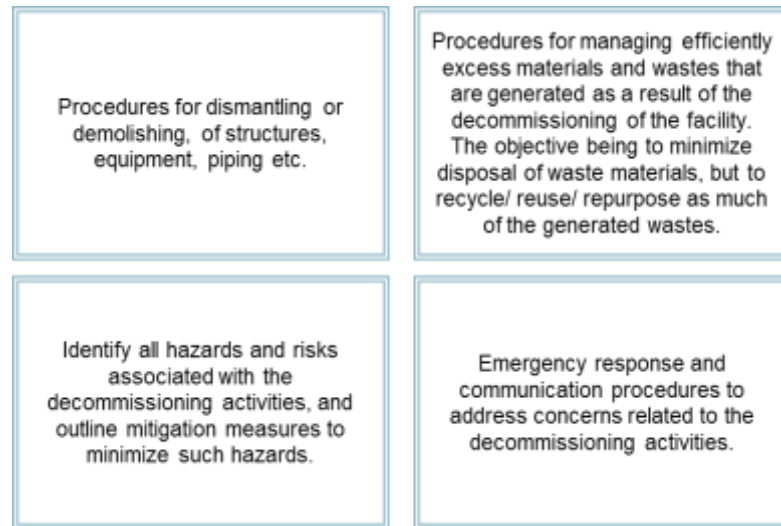 Procedures for dismantling or
demolishing, of structures,
equipment, piping etc.
Procedures for managing efficiently
excess materials and wastes that
are generated as a result of the
decommissioning of the facility.
The objective being to minimize
disposal of waste materials, but to
recycle/ reuse/ repurpose as much
of the generated wastes.
Identify all hazards and risks
associated with the
decommissioning activities, and
outline mitigation measures to
minimize such hazards.
Emergency response and
communication procedures to
address concerns related to the
decommissioning activities.